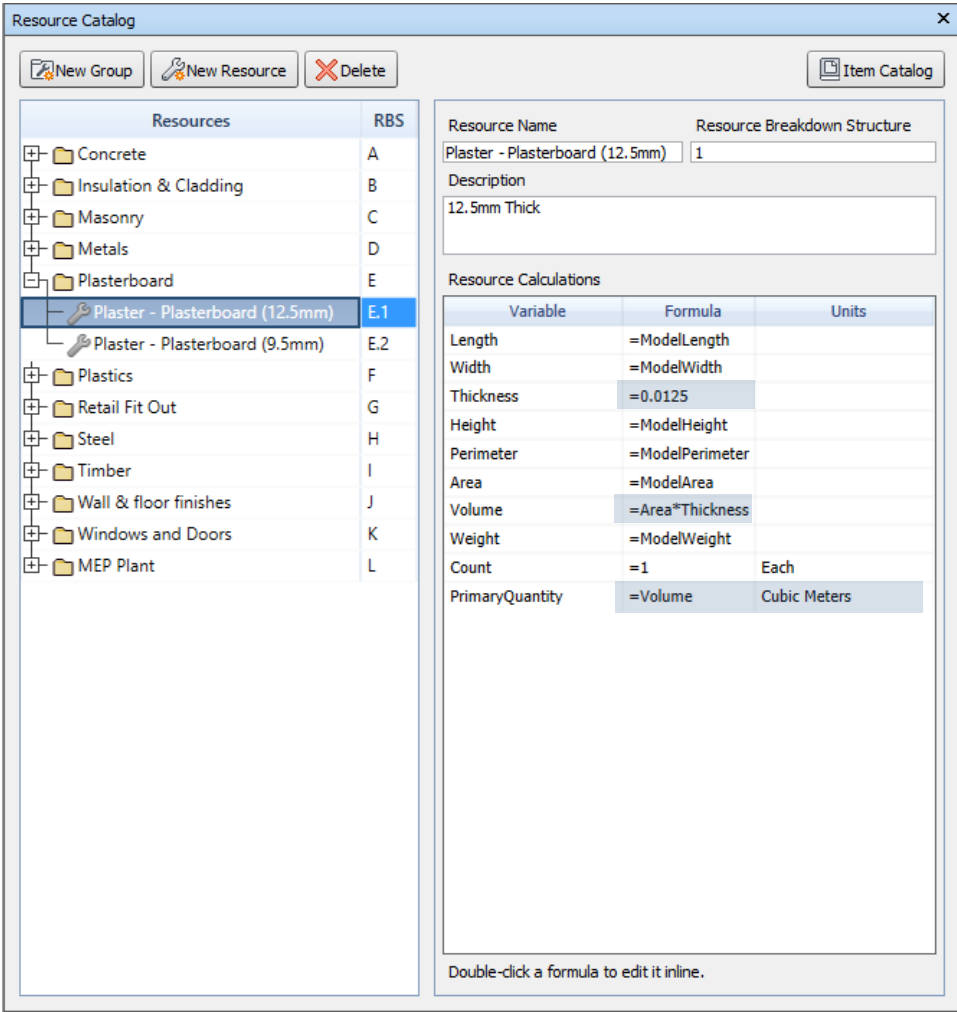 Resource Catalog
New Group New Resource Delete Item Catalog
Resources RBS
Concrete A
Insulation & Cladding B
Masonry C
Metals D
Plasterboard E
Plaster - Plasterboard (12.5mm) E.1
Plaster - Plasterboard (9.5mm) E.2
Plastics F
Retail Fit Out G
Steel H
Timber I
Wall & floor finishes J
Windows and Doors K
MEP Plant L
Resource Name Resource Breakdown Structure
Plaster - Plasterboard (12.5mm) 1
Description
12.5mm Thick
Resource Calculations
Variable Formula Units
Length =ModelLength
Width =ModelWidth
Thickness =0.0125
Height =ModelHeight
Perimeter =ModelPerimeter
Area =ModelArea
Volume =Area*Thickness
Weight =ModelWeight
Count =1 Each
PrimaryQuantity =Volume Cubic Meters
Double-click a formula to edit it inline.